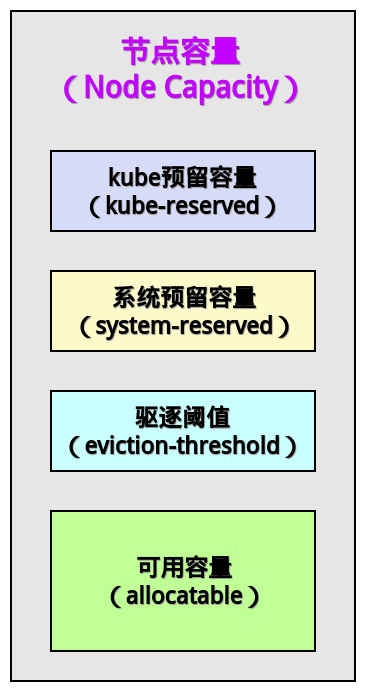 节点容量
（Node Capacity）
kube预留容量
（kube-reserved）
系统预留容量
（system-reserved）
驱逐阈值
（eviction-threshold）
可用容量
（allocatable）